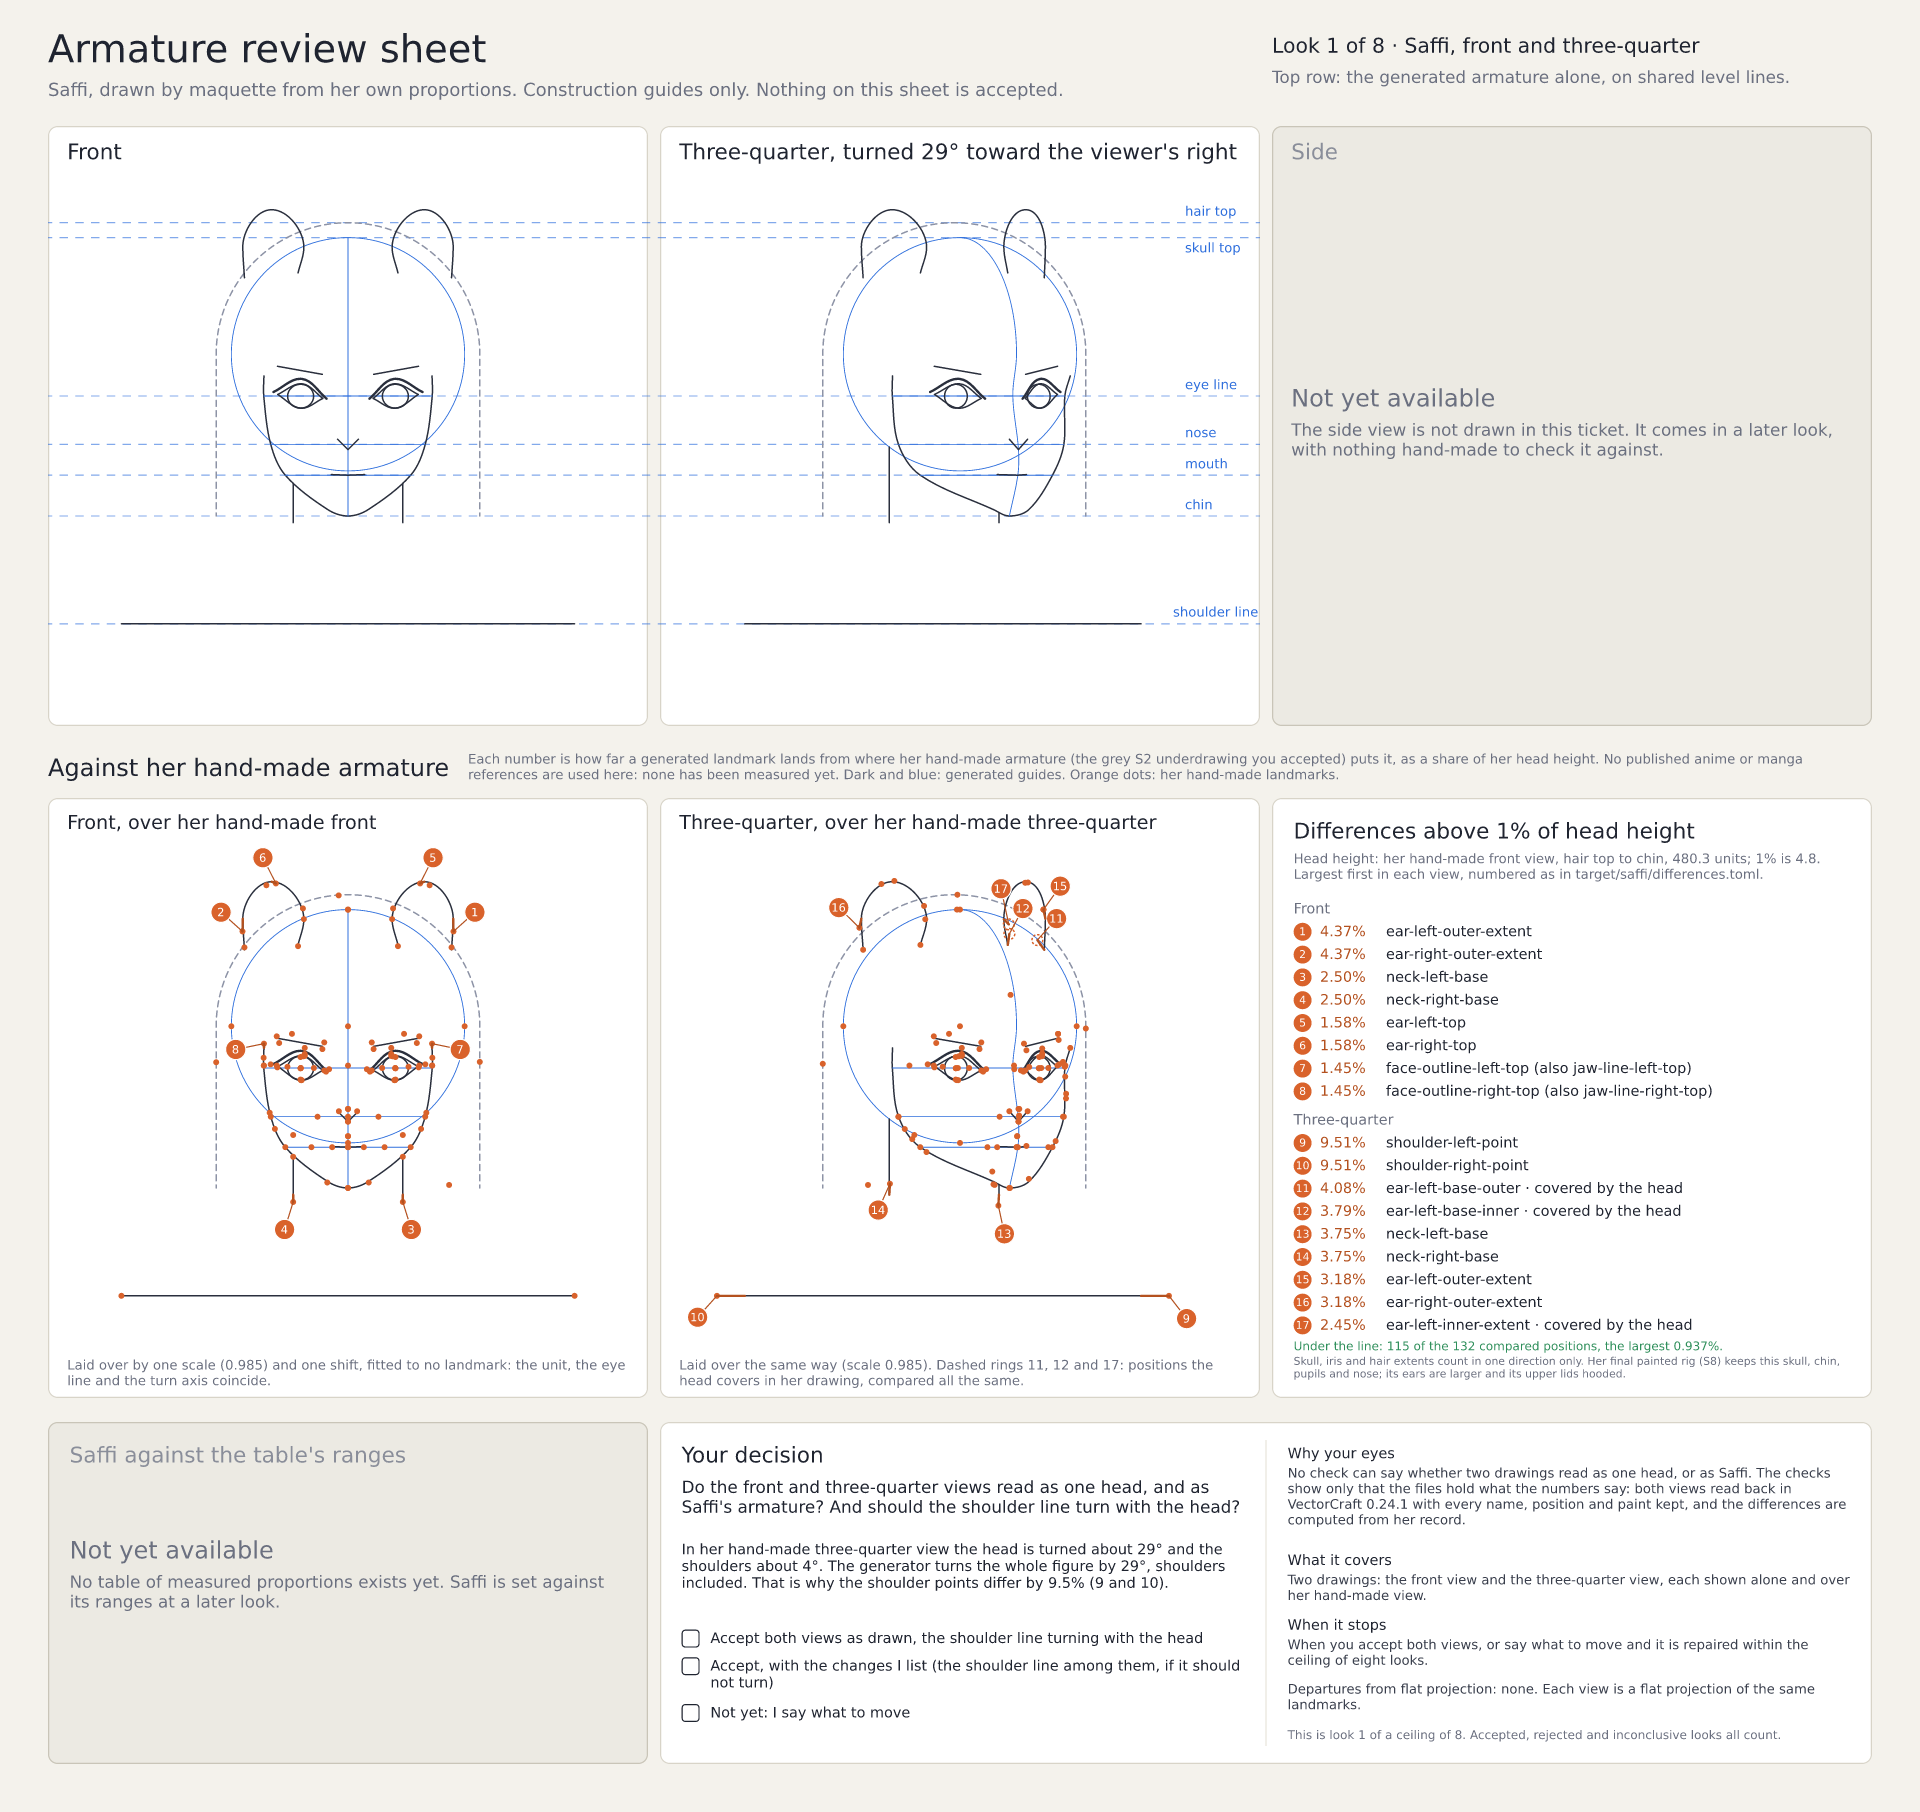 Armature review sheet
Saffi, drawn by maquette from her own proportions. Construction guides only. Nothing on this sheet is accepted.
Look 1 of 8 · Saffi, front and three-quarter
Top row: the generated armature alone, on shared level lines.
Front
Three-quarter, turned 29° toward the viewer's right
hair top
skull top
eye line
nose
mouth
chin
shoulder line
Side
Not yet available
The side view is not drawn in this ticket. It comes in a later look,
with nothing hand-made to check it against.
Against her hand-made armature
Each number is how far a generated landmark lands from where her hand-made armature (the grey S2 underdrawing you accepted) puts it, as a share of her head height. No published anime or manga
references are used here: none has been measured yet. Dark and blue: generated guides. Orange dots: her hand-made landmarks.
Front, over her hand-made front
6
5
2
1
8
7
4
3
Laid over by one scale (0.985) and one shift, fitted to no landmark: the unit, the eye
line and the turn axis coincide.
Three-quarter, over her hand-made three-quarter
17
15
16
12
11
14
13
10
9
Laid over the same way (scale 0.985). Dashed rings 11, 12 and 17: positions the
head covers in her drawing, compared all the same.
Differences above 1% of head height
Head height: her hand-made front view, hair top to chin, 480.3 units; 1% is 4.8.
Largest first in each view, numbered as in target/saffi/differences.toml.
Front
1 4.37% ear-left-outer-extent
2 4.37% ear-right-outer-extent
3 2.50% neck-left-base
4 2.50% neck-right-base
5 1.58% ear-left-top
6 1.58% ear-right-top
7 1.45% face-outline-left-top (also jaw-line-left-top)
8 1.45% face-outline-right-top (also jaw-line-right-top)
Three-quarter
9 9.51% shoulder-left-point
10 9.51% shoulder-right-point
11 4.08% ear-left-base-outer · covered by the head
12 3.79% ear-left-base-inner · covered by the head
13 3.75% neck-left-base
14 3.75% neck-right-base
15 3.18% ear-left-outer-extent
16 3.18% ear-right-outer-extent
17 2.45% ear-left-inner-extent · covered by the head
Under the line: 115 of the 132 compared positions, the largest 0.937%.
Skull, iris and hair extents count in one direction only. Her final painted rig (S8) keeps this skull, chin,
pupils and nose; its ears are larger and its upper lids hooded.
Saffi against the table's ranges
Not yet available
No table of measured proportions exists yet. Saffi is set against
its ranges at a later look.
Your decision
Do the front and three-quarter views read as one head, and as
Saffi's armature? And should the shoulder line turn with the head?
In her hand-made three-quarter view the head is turned about 29° and the
shoulders about 4°. The generator turns the whole figure by 29°, shoulders
included. That is why the shoulder points differ by 9.5% (9 and 10).
Accept both views as drawn, the shoulder line turning with the head
Accept, with the changes I list (the shoulder line among them, if it should
not turn)
Not yet: I say what to move
Why your eyes
No check can say whether two drawings read as one head, or as Saffi. The checks
show only that the files hold what the numbers say: both views read back in
VectorCraft 0.24.1 with every name, position and paint kept, and the differences are
computed from her record.
What it covers
Two drawings: the front view and the three-quarter view, each shown alone and over
her hand-made view.
When it stops
When you accept both views, or say what to move and it is repaired within the
ceiling of eight looks.
Departures from flat projection: none. Each view is a flat projection of the same
landmarks.
This is look 1 of a ceiling of 8. Accepted, rejected and inconclusive looks all count.